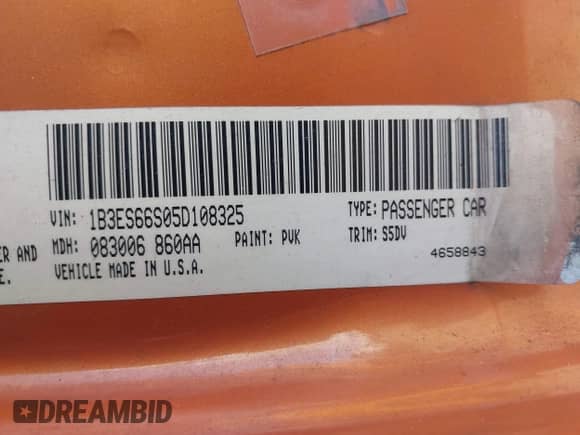 VIN: 1B3ES66S05D108325 TYPE: PASSENGER CAR
ER AND MDH: 083006 860AA PAINT: PVK TRIM: S5DV
E. VEHICLE MADE IN U.S.A. 4658843
DREAMBID